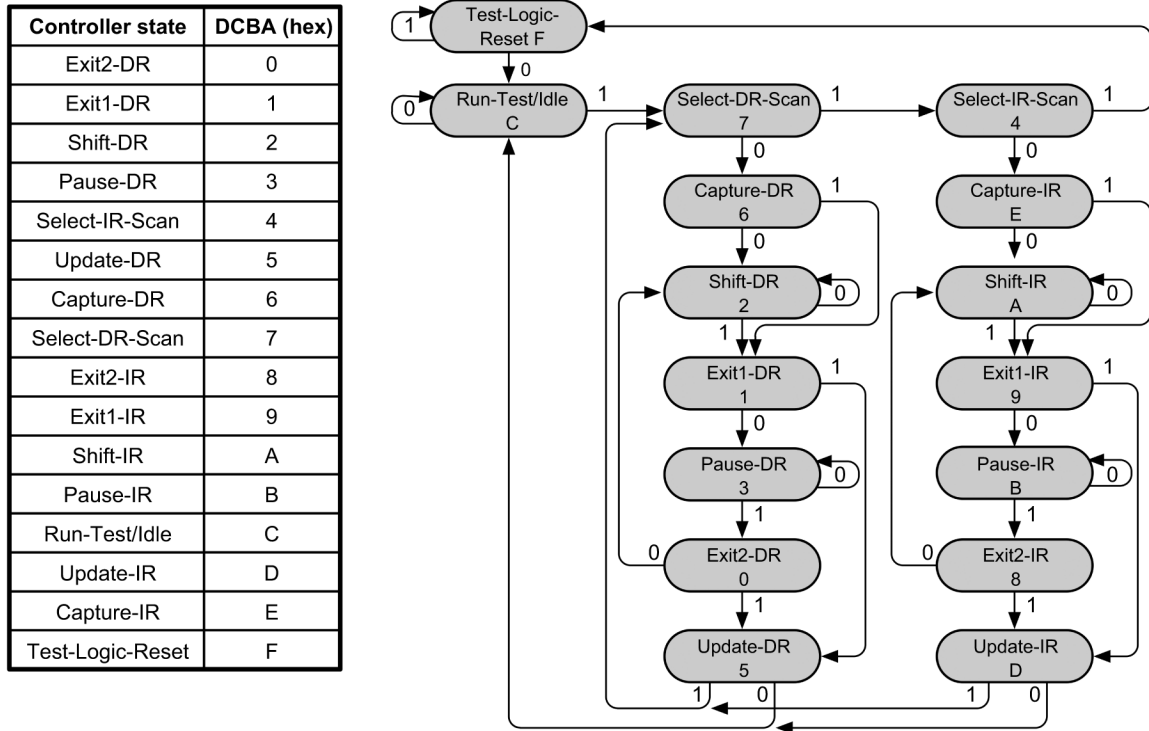 Controller state DCBA (hex)
Exit2-DR 0
Exit1-DR 1
Shift-DR 2
Pause-DR 3
Select-IR-Scan 4
Update-DR 5
Capture-DR 6
Select-DR-Scan 7
Exit2-IR 8
Exit1-IR 9
Shift-IR A
Pause-IR B
Run-Test/Idle C
Update-IR D
Capture-IR E
Test-Logic-Reset F
Test-Logic-
Reset F
1
0
Run-Test/Idle
C
0
1
Select-DR-Scan
7
1
0
Capture-DR
6
1
0
Shift-DR
2
0
1
Exit1-DR
1
1
0
Pause-DR
3
0
1
Exit2-DR
0
0
1
Update-DR
5
1 0
Select-IR-Scan
4
1
0
Capture-IR
E
1
0
Shift-IR
A
0
1
Exit1-IR
9
1
0
Pause-IR
B
0
1
Exit2-IR
8
0
1
Update-IR
D
1 0